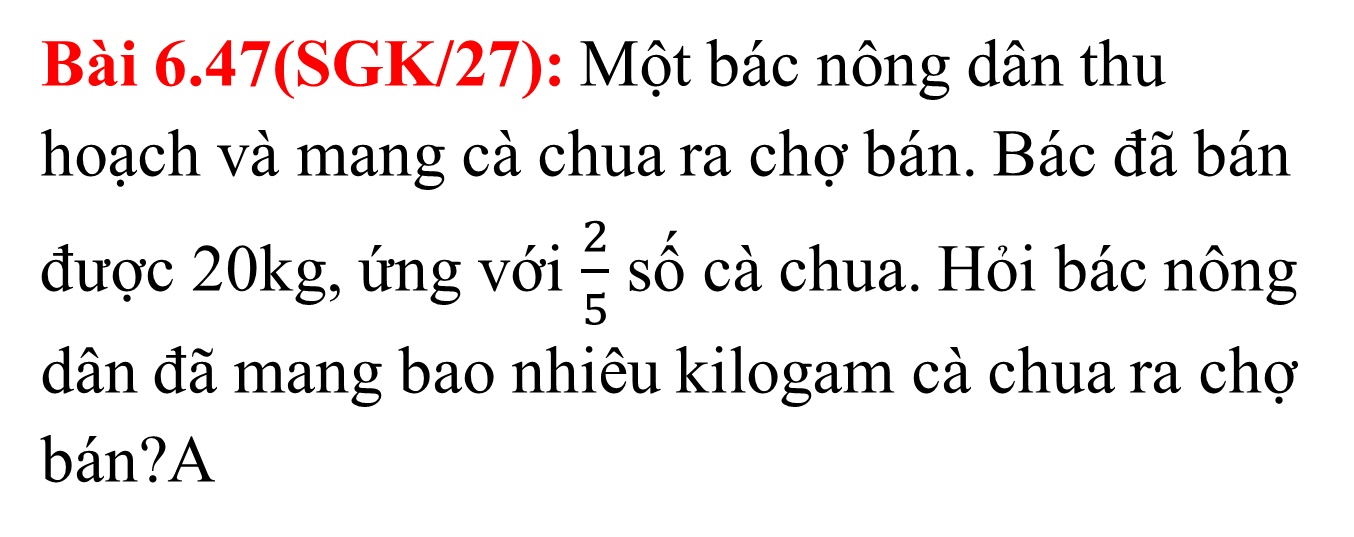 Bài 6.47(SGK/27): Một bác nông dân thu
hoạch và mang cà chua ra chợ bán. Bác đã bán
được 20kg, ứng với 2/5 số cà chua. Hỏi bác nông
dân đã mang bao nhiêu kilogam cà chua ra chợ
bán?A